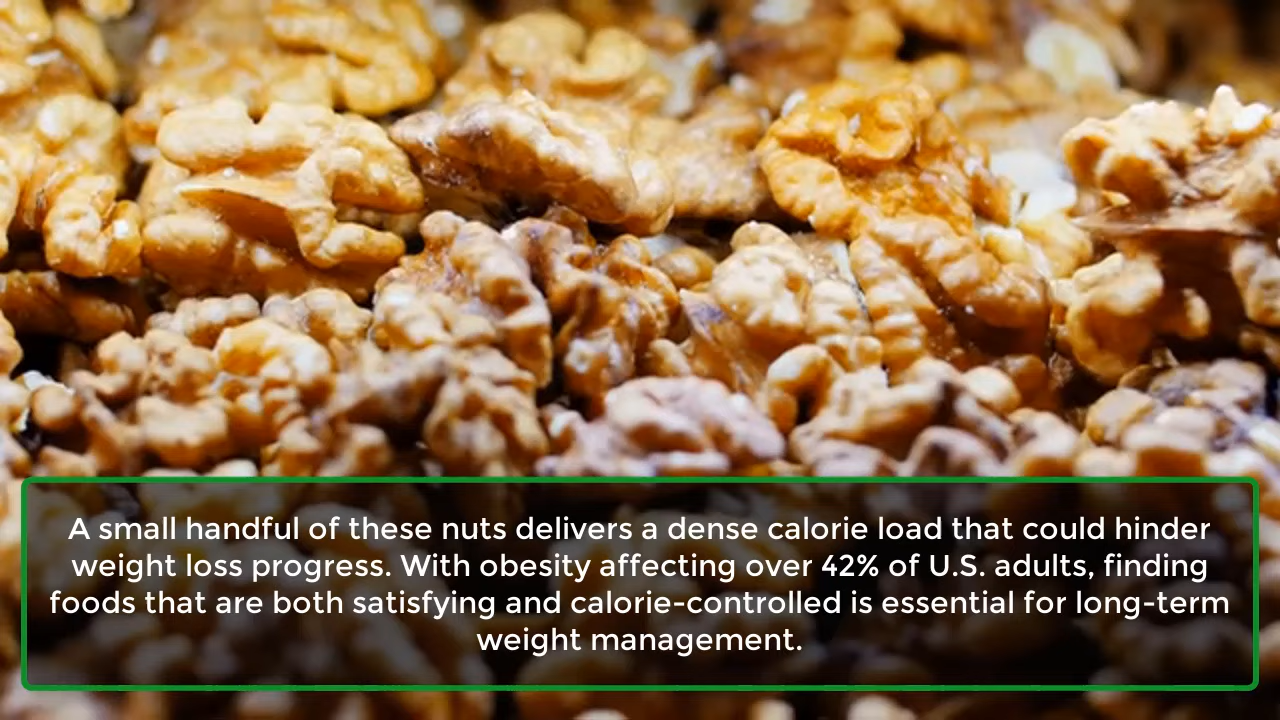 A small handful of these nuts delivers a dense calorie load that could hinder
weight loss progress. With obesity affecting over 42% of U.S. adults, finding
foods that are both satisfying and calorie-controlled is essential for long-term
weight management.